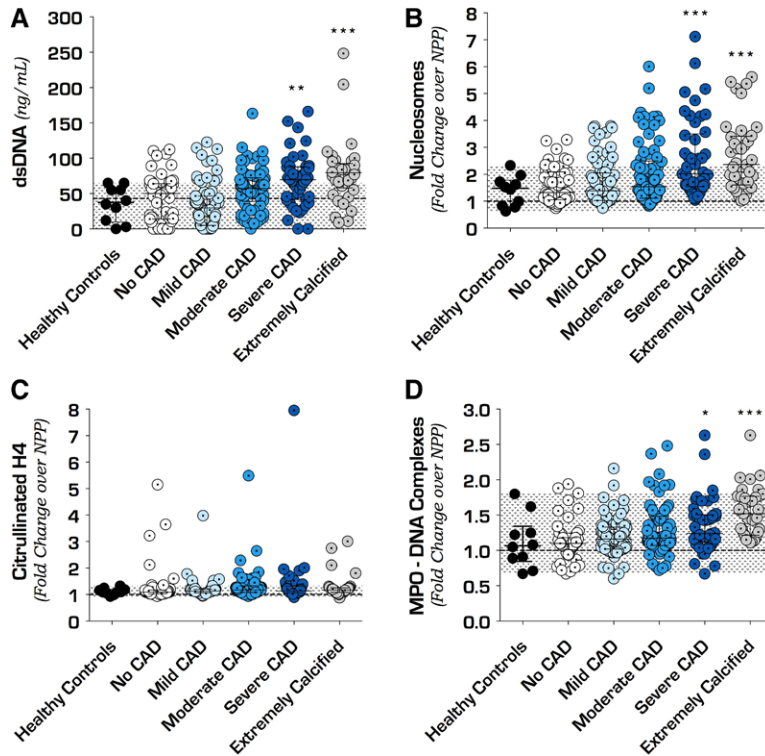 A
dsDNA (ng/mL)
300
250
200
150
100
50
0
***
**
Healthy Controls
No CAD
Mild CAD
Moderate CAD
Severe CAD
Extremely Calcified
B
Nucleosomes
(Fold Change over NPP)
8
7
6
5
4
3
2
1
0
***
***
Healthy Controls
No CAD
Mild CAD
Moderate CAD
Severe CAD
Extremely Calcified
C
Citrullinated H4
(Fold Change over NPP)
8
7
6
5
4
3
2
1
0
Healthy Controls
No CAD
Mild CAD
Moderate CAD
Severe CAD
Extremely Calcified
D
MPO - DNA Complexes
(Fold Change over NPP)
3.0
2.5
2.0
1.5
1.0
0.5
0.0
*
***
Healthy Controls
No CAD
Mild CAD
Moderate CAD
Severe CAD
Extremely Calcified